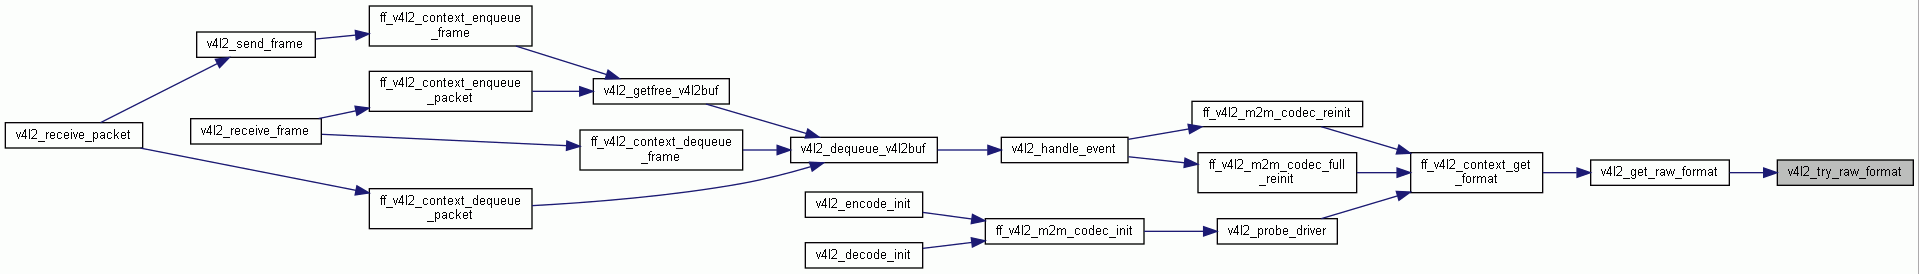 ff_v4l2_context_enqueue
_frame
v4l2_send_frame
ff_v4l2_context_enqueue
_packet
v4l2_getfree_v4l2buf
v4l2_receive_packet
v4l2_receive_frame
ff_v4l2_context_dequeue
_frame
v4l2_dequeue_v4l2buf
v4l2_handle_event
ff_v4l2_m2m_codec_reinit
ff_v4l2_m2m_codec_full
_reinit
ff_v4l2_context_get
_format
v4l2_get_raw_format
v4l2_try_raw_format
ff_v4l2_context_dequeue
_packet
v4l2_encode_init
ff_v4l2_m2m_codec_init
v4l2_probe_driver
v4l2_decode_init